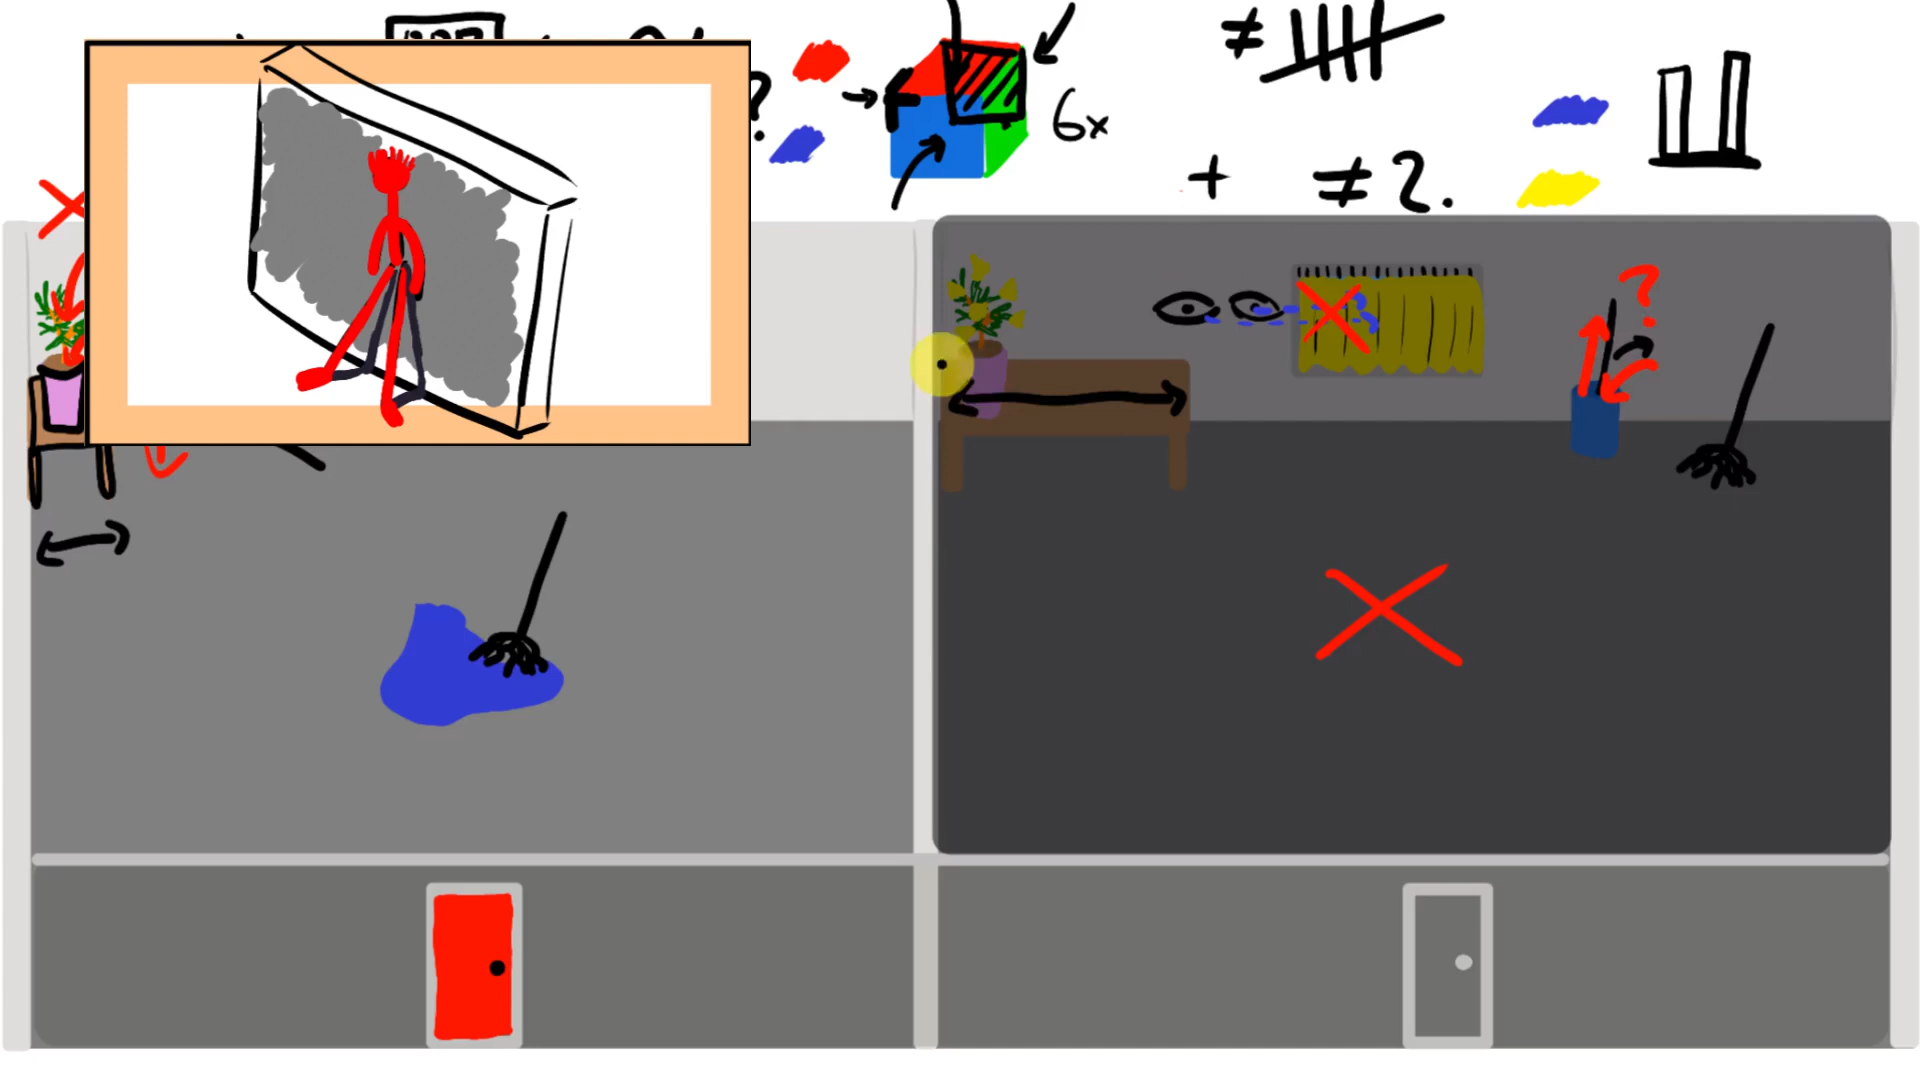 ?
6x
≠
+ ≠ 2.
?